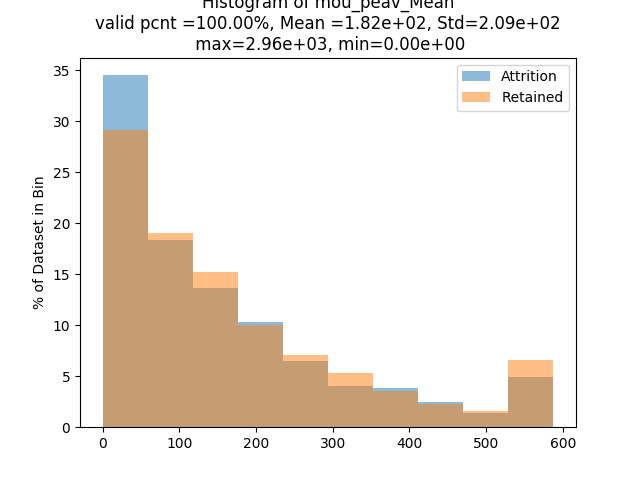 Histogram of mou_peav_Mean
valid pcnt =100.00%, Mean =1.82e+02, Std=2.09e+02
max=2.96e+03, min=0.00e+00
Attrition
Retained
% of Dataset in Bin
35
30
25
20
15
10
5
0
0 100 200 300 400 500 600